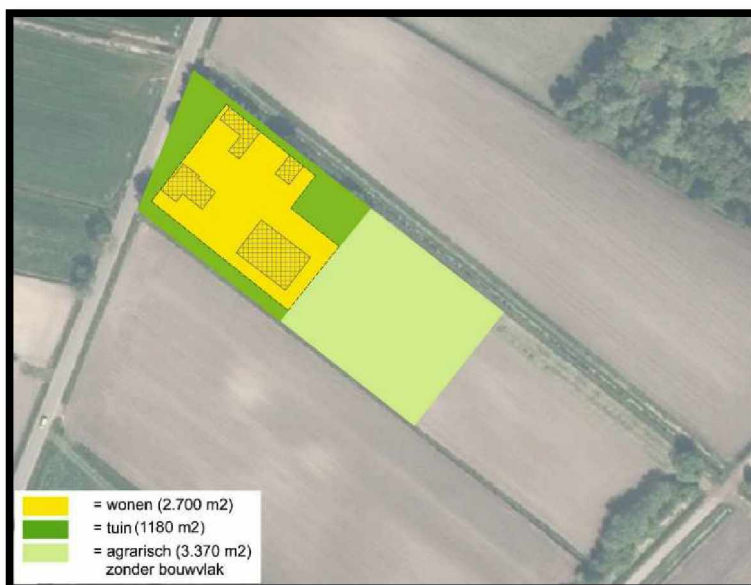 = wonen (2.700 m2)
= tuin (1180 m2)
= agrarisch (3.370 m2)
zonder bouwvlak